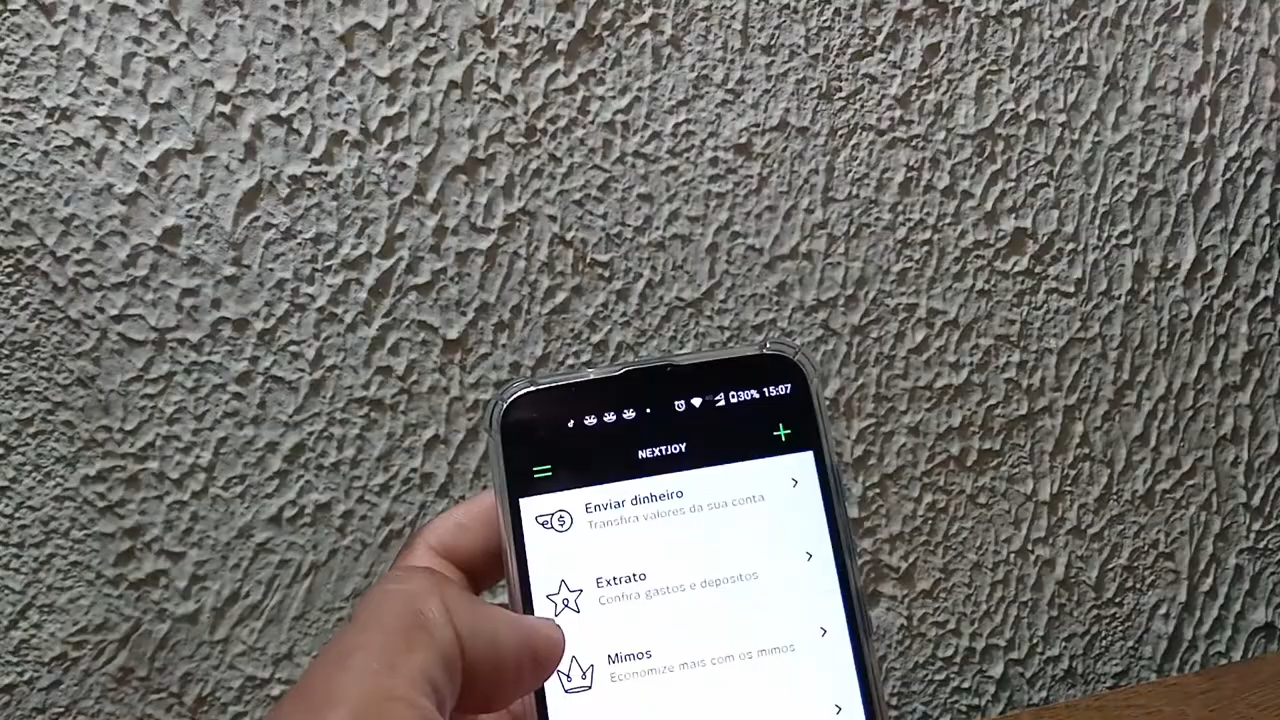 30% 15:07
NEXTJOY
Enviar dinheiro
Transfira valores da sua conta
Extrato
Confira gastos e depositos
Mimos
Economize mais com os mimos